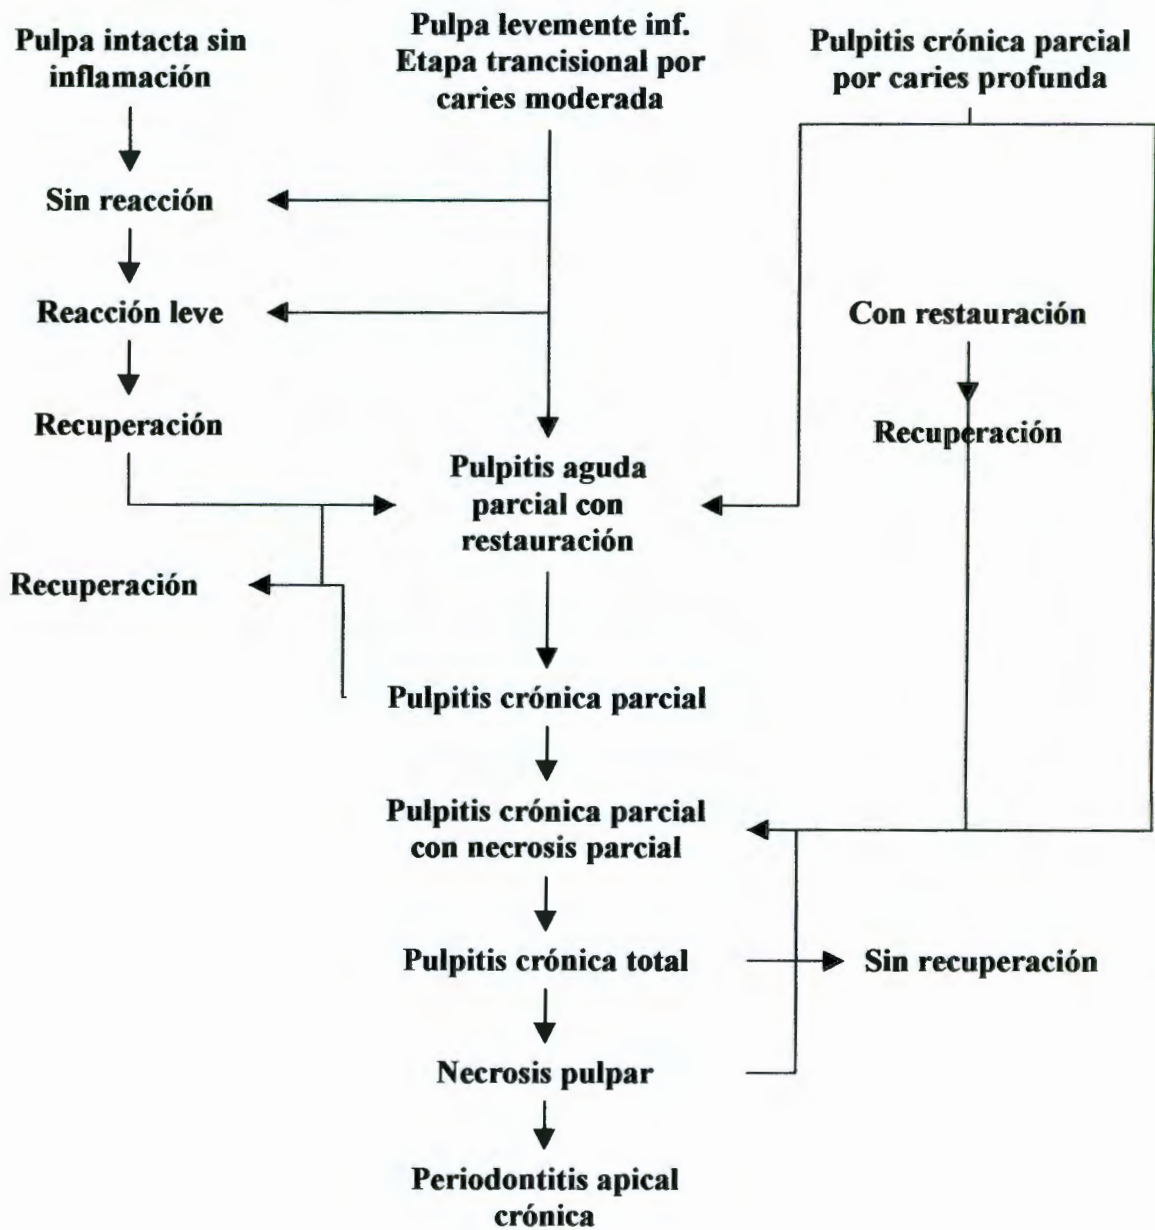 Pulpa intacta sin
inflamación
Pulpa levemente inf.
Etapa trancisional por
caries moderada
Pulpitis crónica parcial
por caries profunda
Sin reacción
Reacción leve
Con restauración
Recuperación
Recuperación
Pulpitis aguda
parcial con
restauración
Recuperación
Pulpitis crónica parcial
Pulpitis crónica parcial
con necrosis parcial
Pulpitis crónica total
Sin recuperación
Necrosis pulpar
Periodontitis apical
crónica